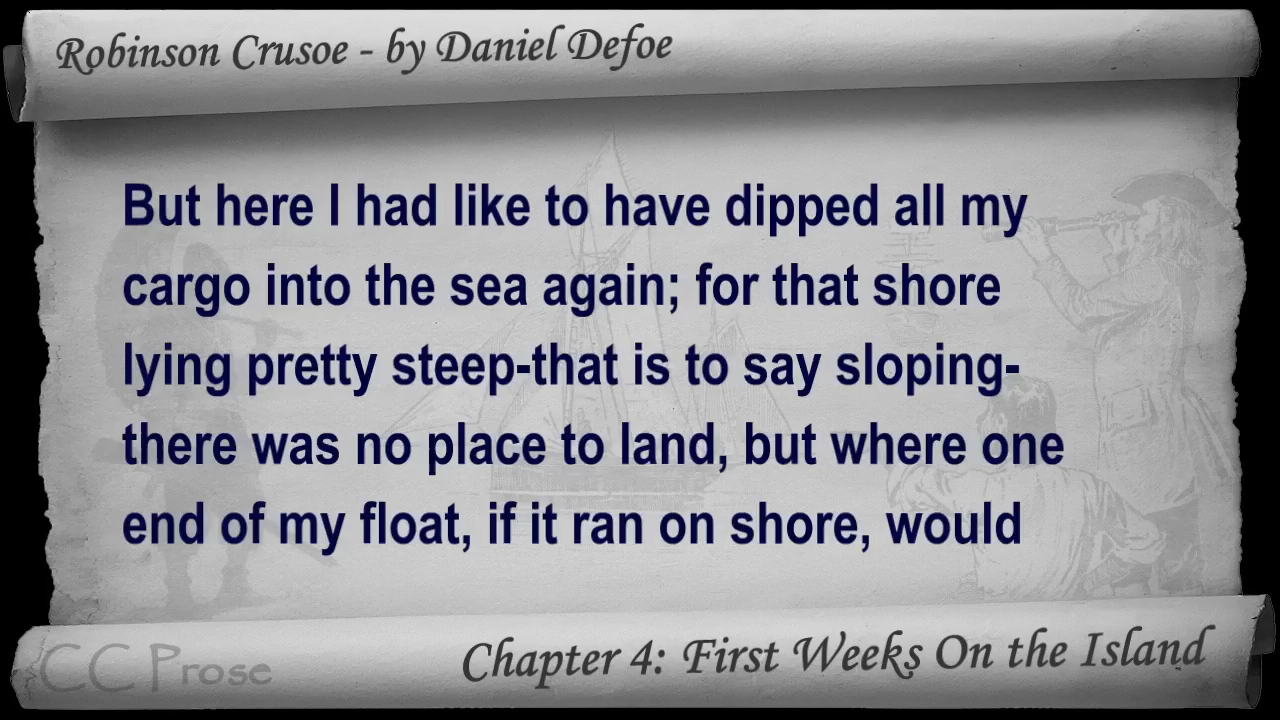 Robinson Crusoe - by Daniel Defoe
But here I had like to have dipped all my
cargo into the sea again; for that shore
lying pretty steep-that is to say sloping-
there was no place to land, but where one
end of my float, if it ran on shore, would
CC Prose
Chapter 4: First Weeks On the Island